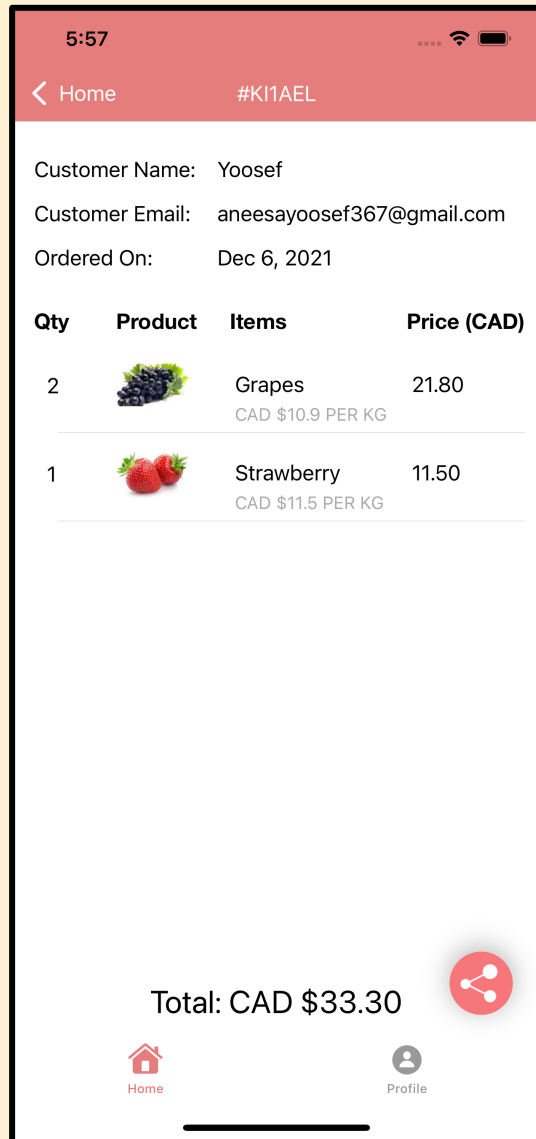 5:57
Home #KI1AEL
Customer Name: Yoosef
Customer Email: aneesayoosef367@gmail.com
Ordered On: Dec 6, 2021
Qty Product Items Price (CAD)
2 Grapes 21.80
CAD $10.9 PER KG
1 Strawberry 11.50
CAD $11.5 PER KG
Total: CAD $33.30
Home Profile